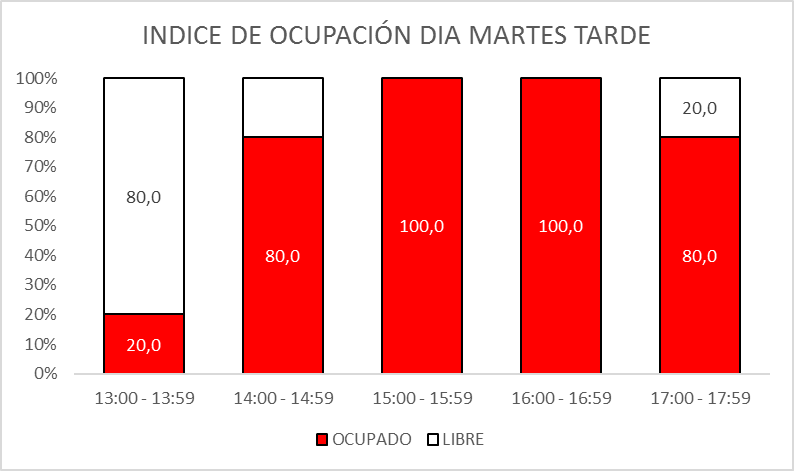 INDICE DE OCUPACIÓN DIA MARTES TARDE
100%
90%
80%
70%
60%
50%
40%
30%
20%
10%
0%
80,0
20,0
80,0
100,0
100,0
20,0
80,0
13:00 - 13:59
14:00 - 14:59
15:00 - 15:59
16:00 - 16:59
17:00 - 17:59
OCUPADO
LIBRE